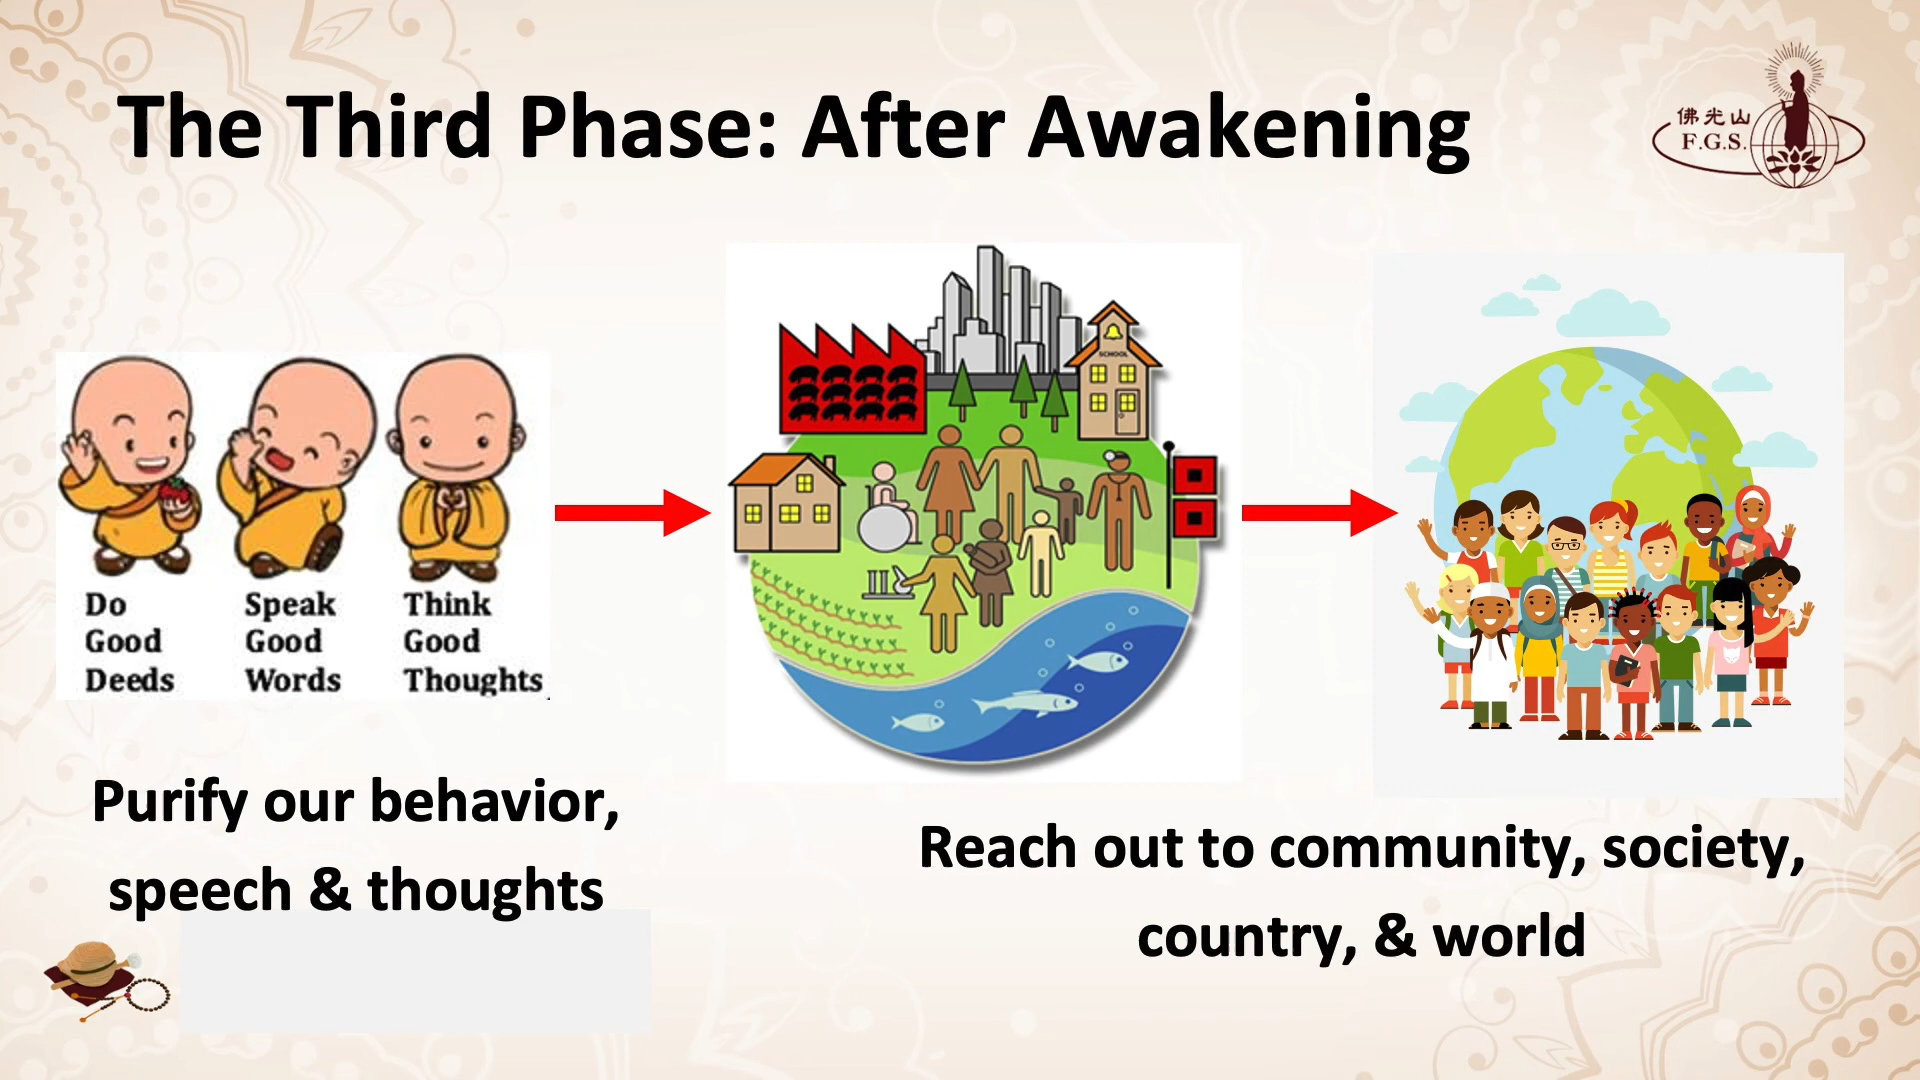 The Third Phase: After Awakening
佛光山
F.G.S.
SCHOOL
Do
Good
Deeds
Speak
Good
Words
Think
Good
Thoughts
Purify our behavior,
speech & thoughts
Reach out to community, society,
country, & world